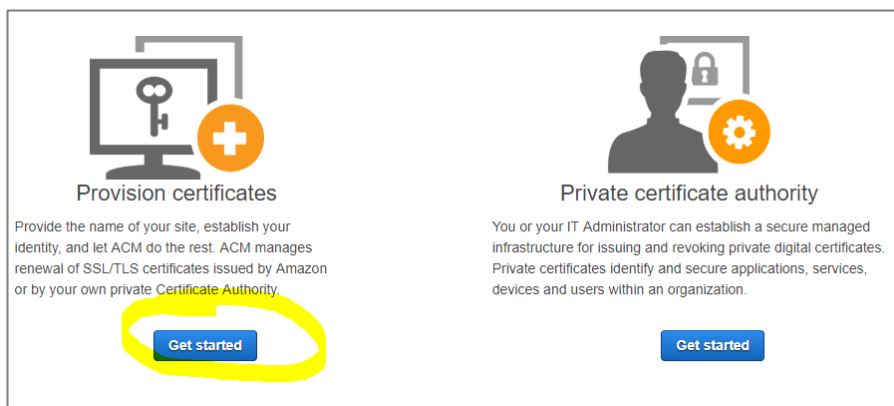 Provision certificates
Provide the name of your site, establish your
identity, and let ACM do the rest. ACM manages
renewal of SSL/TLS certificates issued by Amazon
or by your own private Certificate Authority.
Get started
Private certificate authority
You or your IT Administrator can establish a secure managed
infrastructure for issuing and revoking private digital certificates.
Private certificates identify and secure applications, services,
devices and users within an organization.
Get started